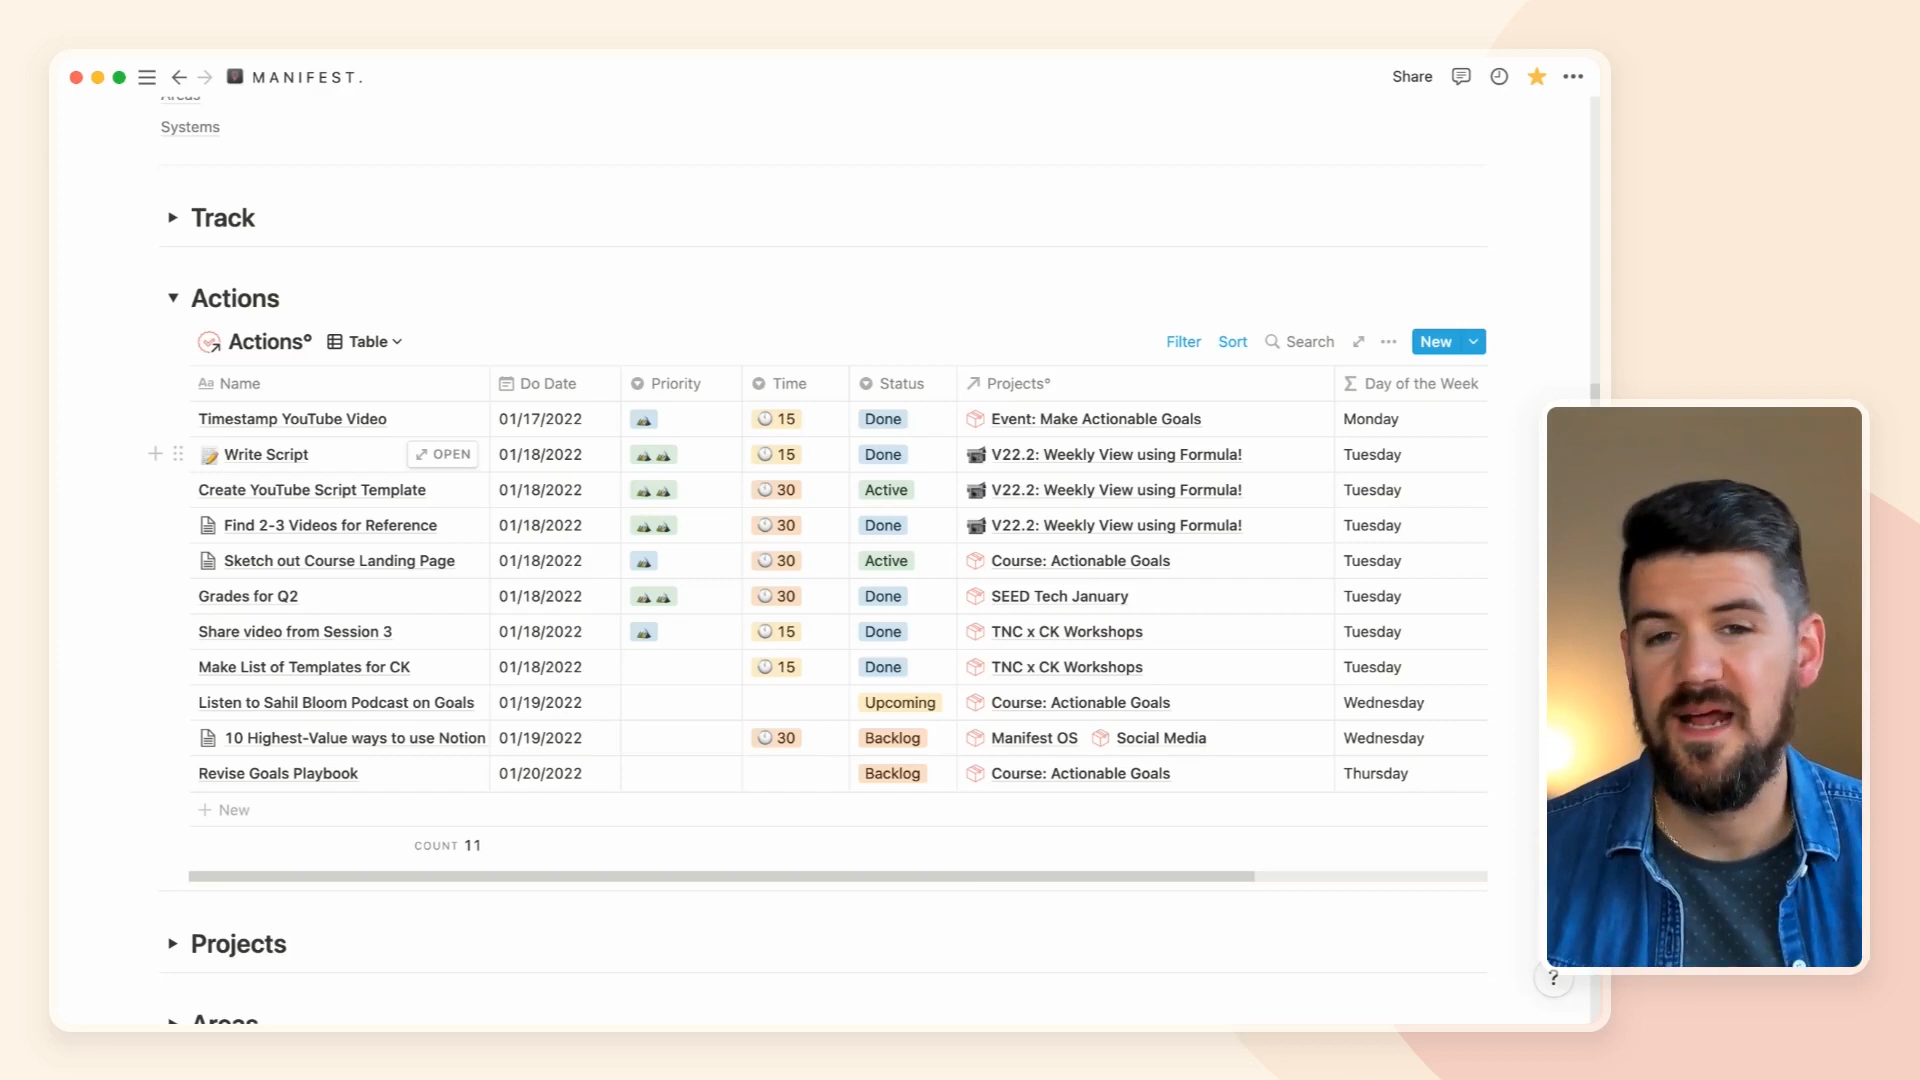 MANIFEST.
Share
Areas
Systems
Track
Actions
Actions° Table
Filter Sort Search New
Aa Name Do Date Priority Time Status Projects° Σ Day of the Week
Timestamp YouTube Video 01/17/2022 15 Done Event: Make Actionable Goals Monday
Write Script OPEN 01/18/2022 15 Done V22.2: Weekly View using Formula! Tuesday
Create YouTube Script Template 01/18/2022 30 Active V22.2: Weekly View using Formula! Tuesday
Find 2-3 Videos for Reference 01/18/2022 30 Done V22.2: Weekly View using Formula! Tuesday
Sketch out Course Landing Page 01/18/2022 30 Active Course: Actionable Goals Tuesday
Grades for Q2 01/18/2022 30 Done SEED Tech January Tuesday
Share video from Session 3 01/18/2022 15 Done TNC x CK Workshops Tuesday
Make List of Templates for CK 01/18/2022 15 Done TNC x CK Workshops Tuesday
Listen to Sahil Bloom Podcast on Goals 01/19/2022 Upcoming Course: Actionable Goals Wednesday
10 Highest-Value ways to use Notion 01/19/2022 30 Backlog Manifest OS Social Media Wednesday
Revise Goals Playbook 01/20/2022 Backlog Course: Actionable Goals Thursday
+ New
COUNT 11
Projects
Areas
?